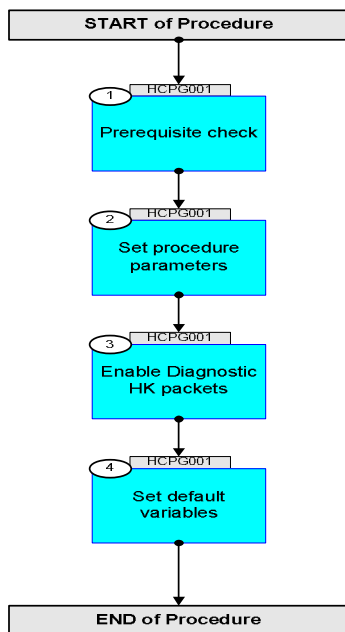 START of Procedure
HCPG001
1
Prerequisite check
HCPG001
2
Set procedure
parameters
HCPG001
3
Enable Diagnostic
HK packets
HCPG001
4
Set default
variables
END of Procedure